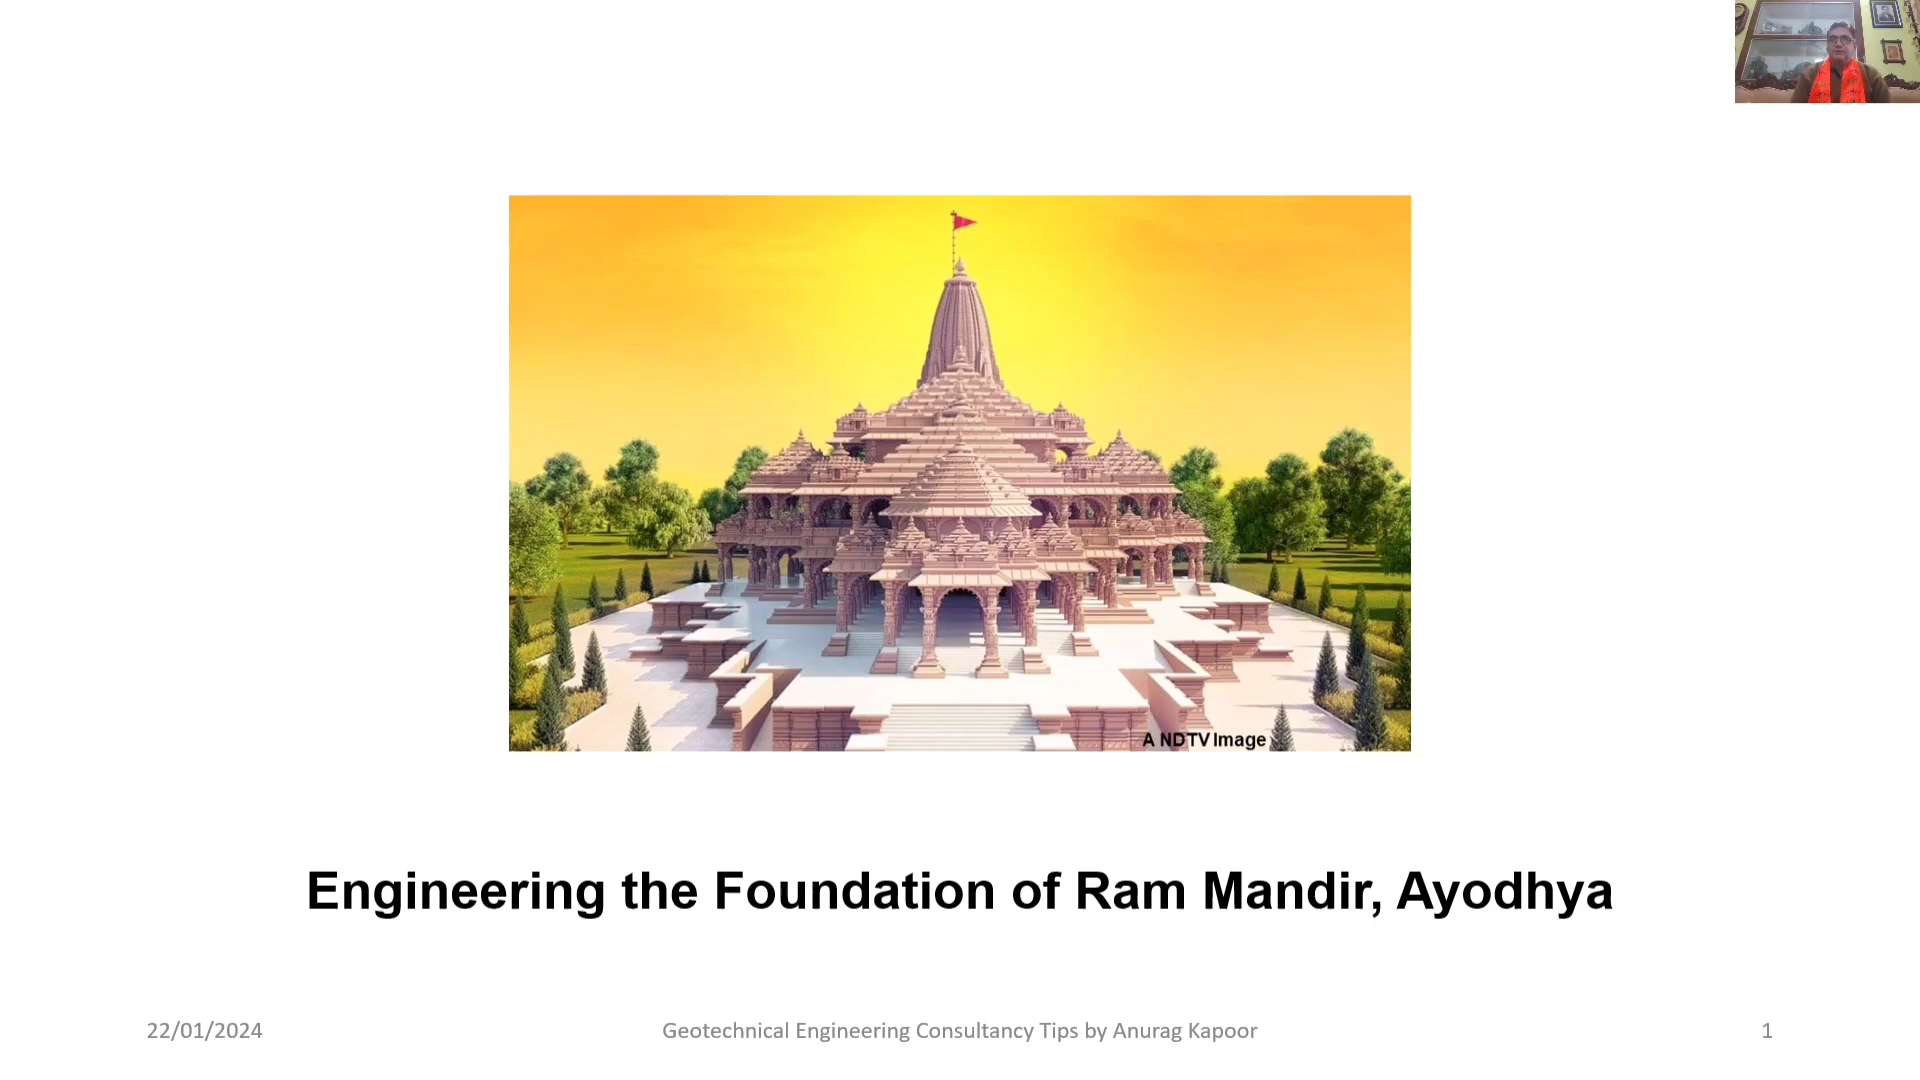 A NDTV Image
Engineering the Foundation of Ram Mandir, Ayodhya
22/01/2024
Geotechnical Engineering Consultancy Tips by Anurag Kapoor
1